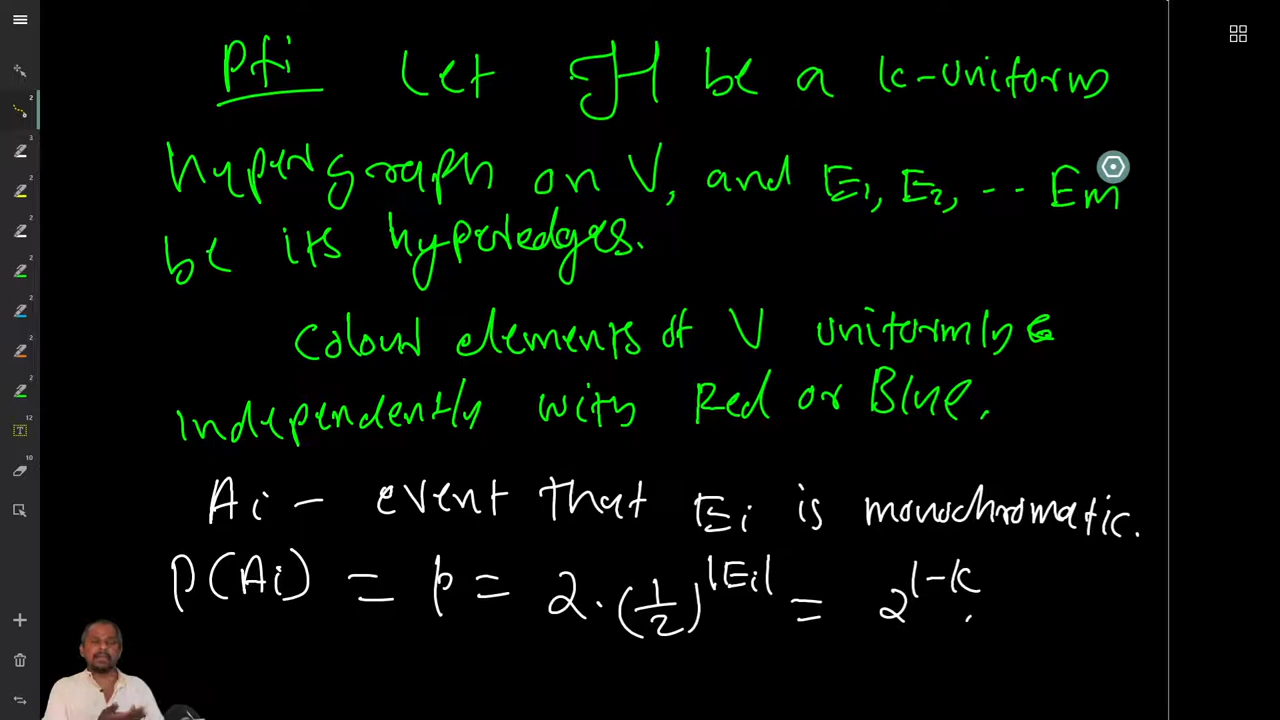 Pf: Let H be a k-uniform
hypergraph on V, and E1, E2, -- Em
be its hyperedges.
Colour elements of V uniformly &
independently with Red or Blue.
Ai - event that Ei is monochromatic.
P(Ai) = p = 2·(1/2)^|Ei| = 2^1-k.